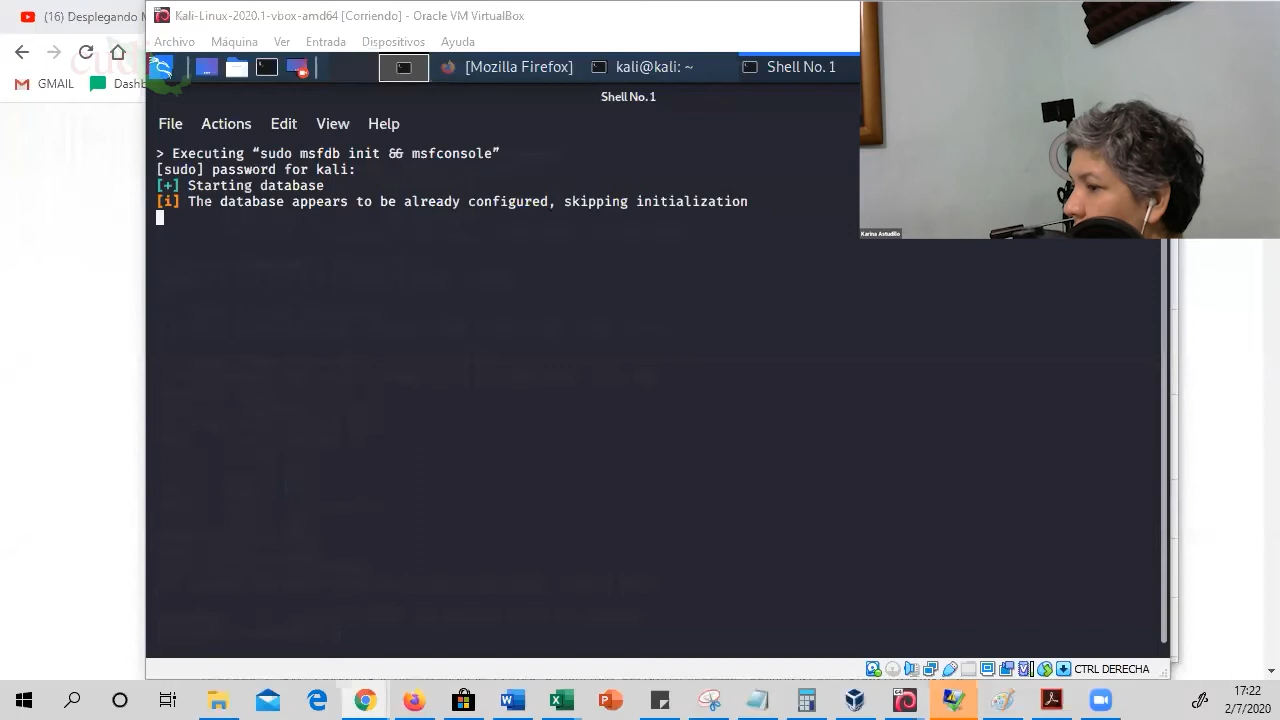 (16) Desplegando M
Kali-Linux-2020.1-vbox-amd64 [Corriendo] - Oracle VM VirtualBox
Archivo Máquina Ver Entrada Dispositivos Ayuda
[Mozilla Firefox] kali@kali: ~ Shell No. 1
GMAIL Dashb
Shell No. 1
File Actions Edit View Help
> Executing “sudo msfdb init && msfconsole”
[sudo] password for kali:
[+] Starting database
[i] The database appears to be already configured, skipping initialization
Karina Astudillo
CTRL DERECHA
17:22
2/7/2020